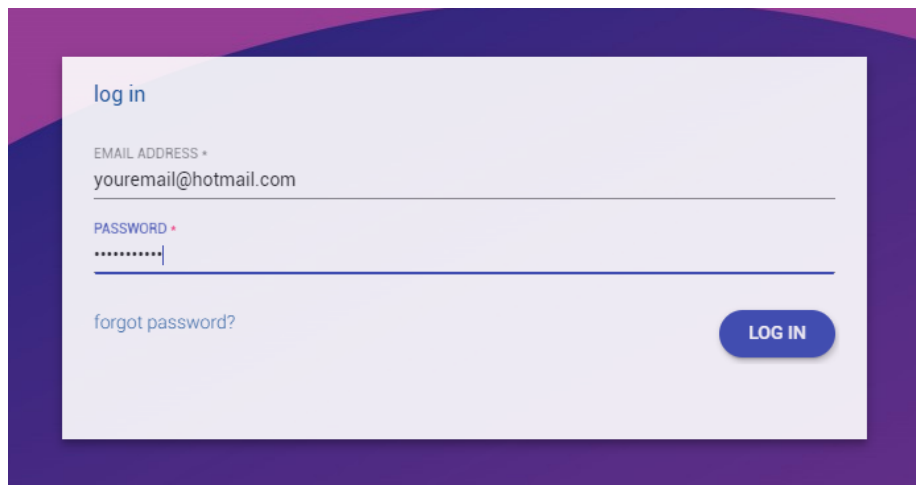 log in
EMAIL ADDRESS *
youremail@hotmail.com
PASSWORD *
•••••••••••
forgot password?
LOG IN